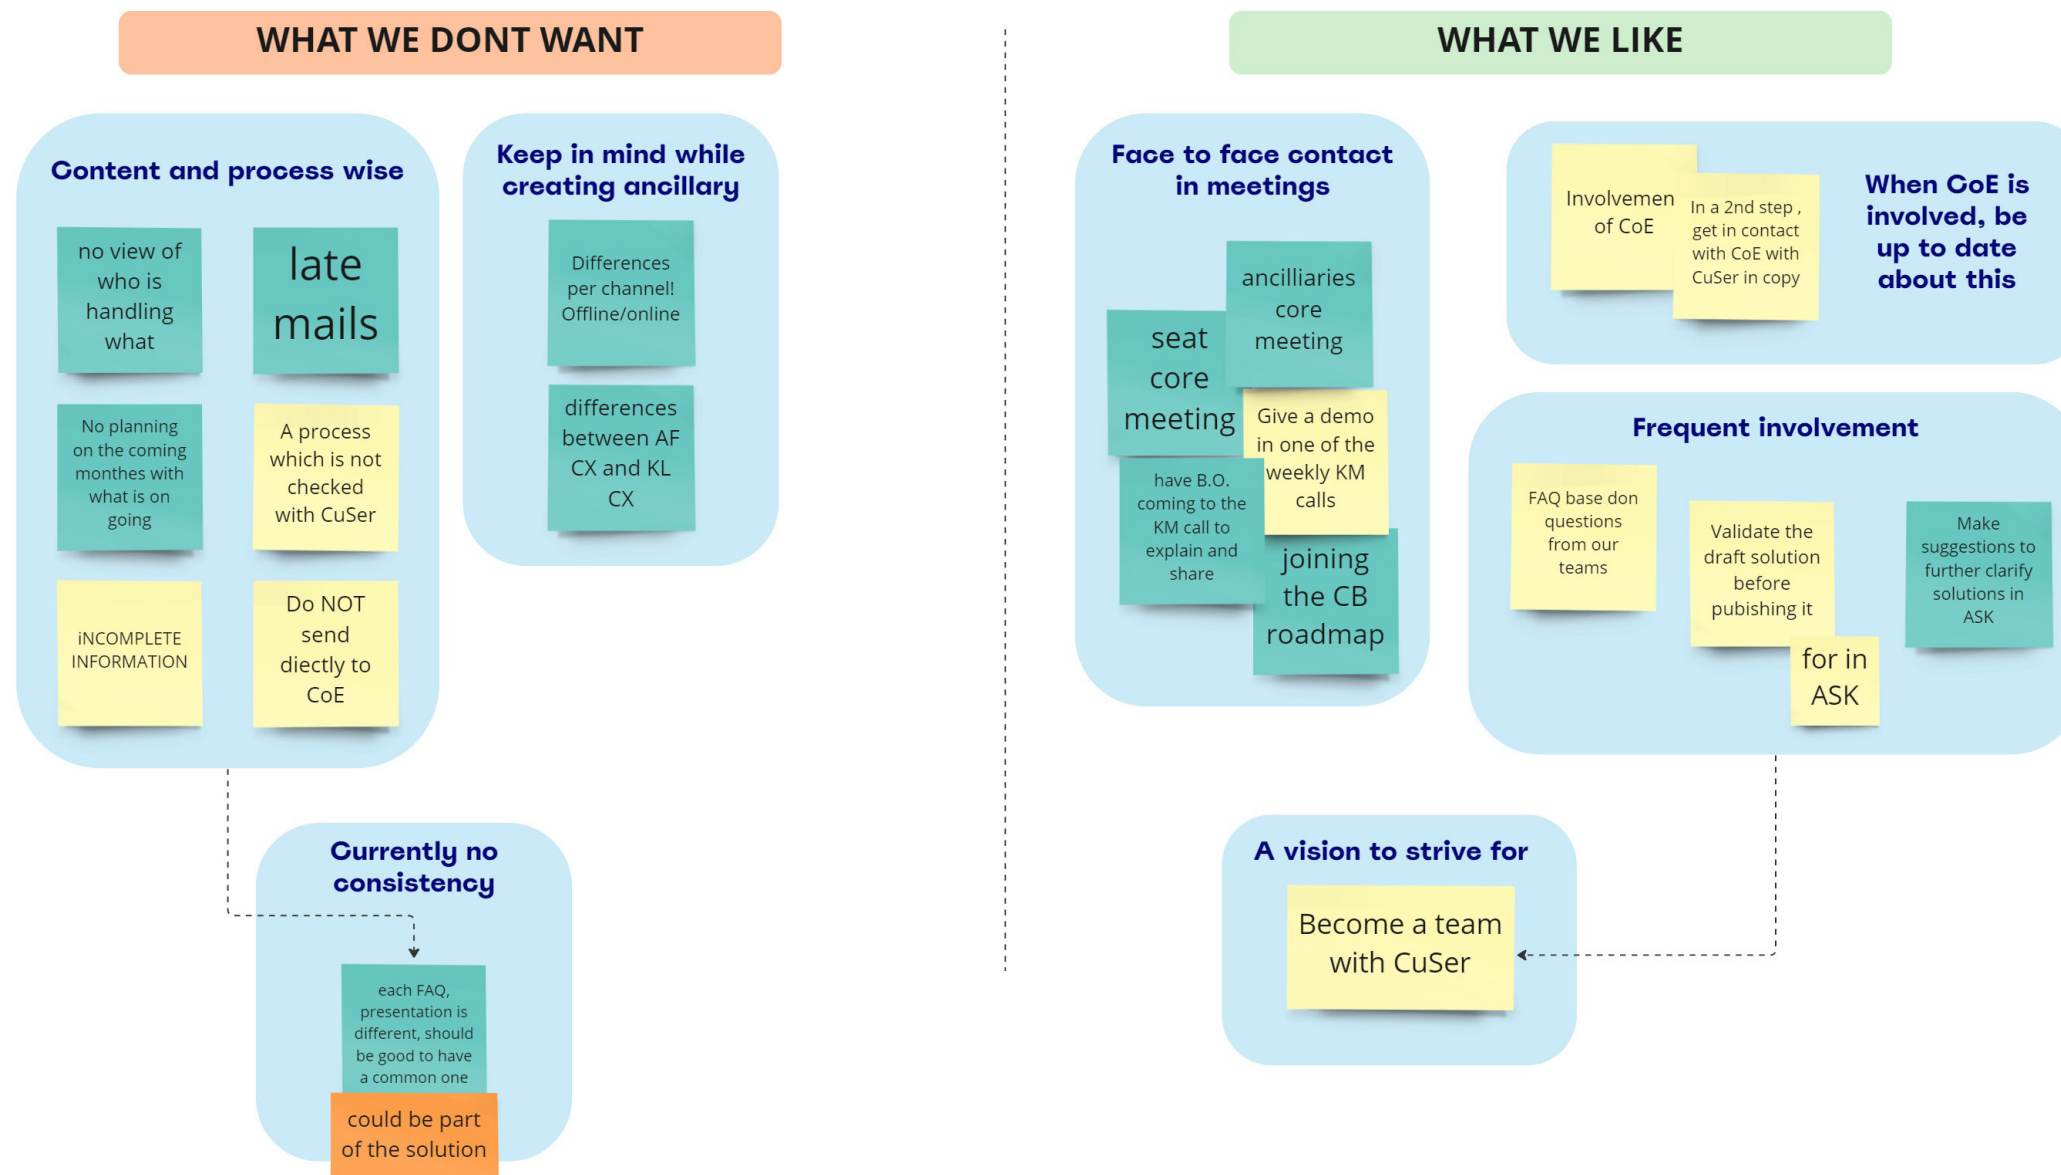 WHAT WE DONT WANT
Content and process wise
no view of
who is
handling
what
late
mails
No planning
on the coming
monthes with
what is on
going
A process
which is not
checked
with CuSer
iNCOMPLETE
INFORMATION
Do NOT
send
diectly to
CoE
Keep in mind while
creating ancillary
Differences
per channel!
Offline/online
differences
between AF
CX and KL
CX
Currently no
consistency
each FAQ,
presentation is
different, should
be good to have
a common one
could be part
of the solution
WHAT WE LIKE
Face to face contact
in meetings
ancilliaries
core
meeting
seat
core
meeting
Give a demo
in one of the
weekly KM
calls
have B.O.
coming to the
KM call to
explain and
share
joining
the CB
roadmap
Involvemen
of CoE
In a 2nd step ,
get in contact
with CoE with
CuSer in copy
When CoE is
involved, be
up to date
about this
Frequent involvement
FAQ base don
questions
from our
teams
Validate the
draft solution
before
pubishing it
for in
ASK
Make
suggestions to
further clarify
solutions in
ASK
A vision to strive for
Become a team
with CuSer